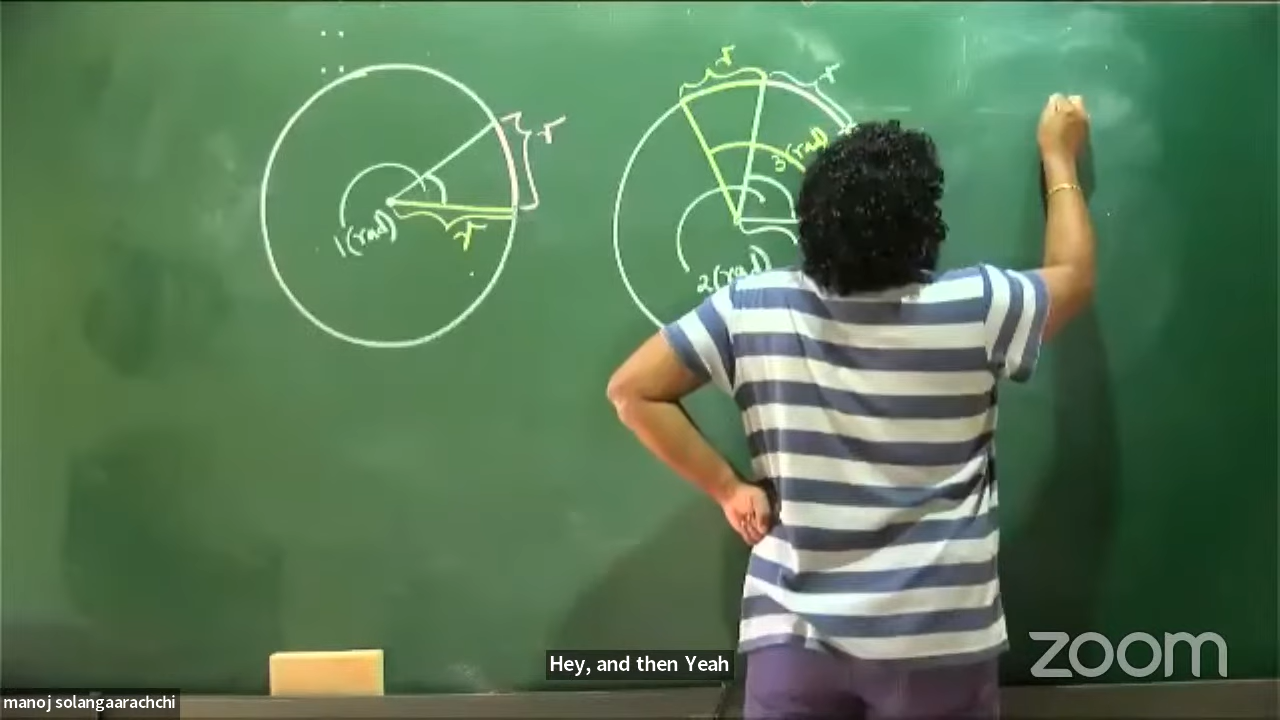 r
r
r
3(rad)
1(rad)
r
2(rad)
Hey, and then Yeah
zoom
manoj solangaarachchi